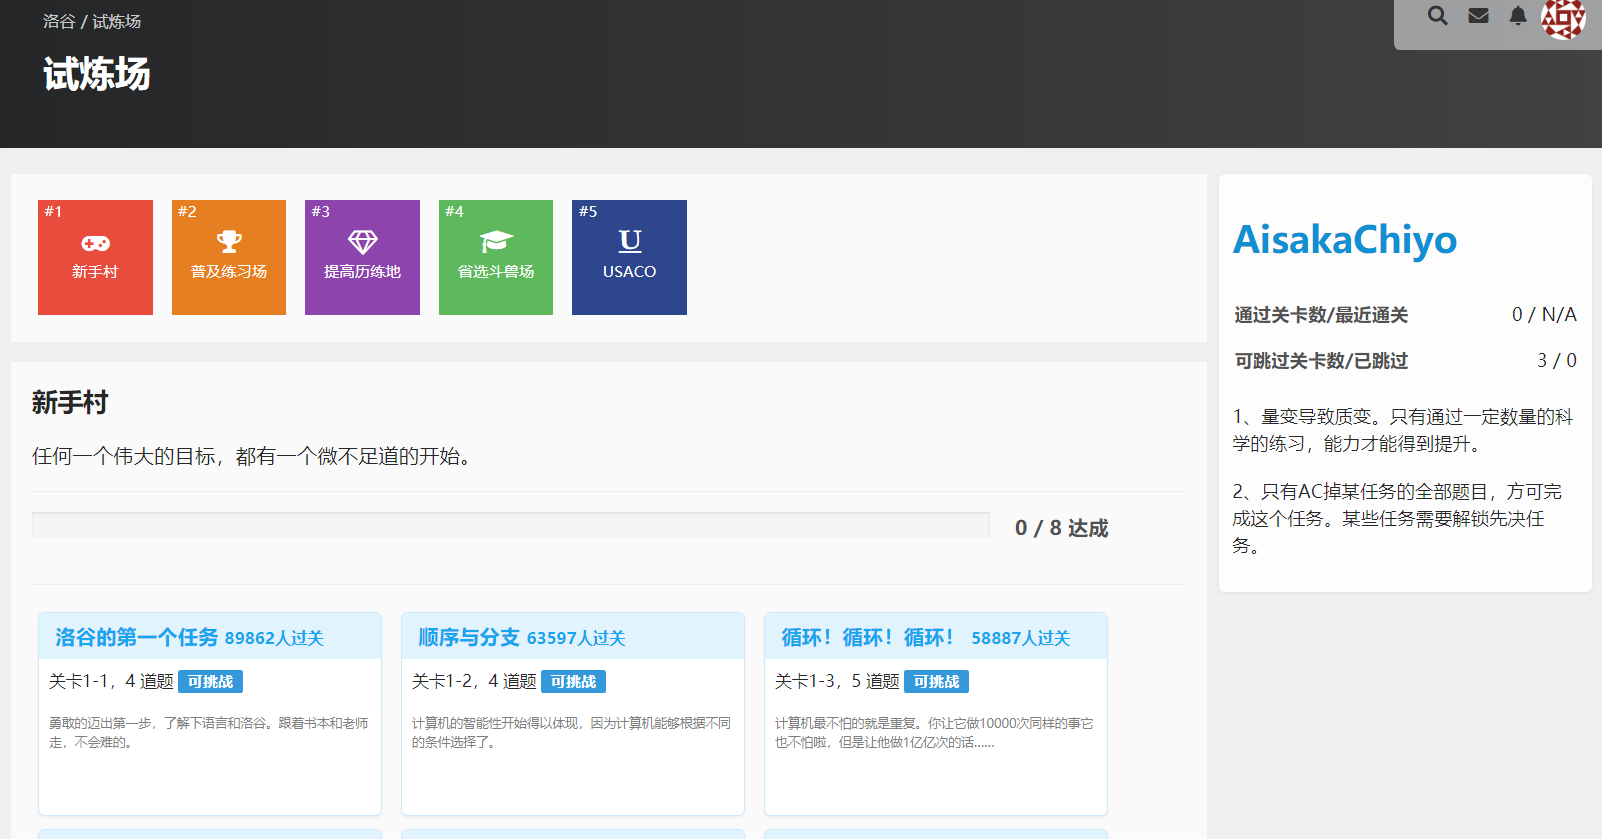 洛谷 / 试炼场
试炼场
#1
新手村
#2
普及练习场
#3
提高历练地
#4
省选斗兽场
#5
U
USACO
新手村
任何一个伟大的目标，都有一个微不足道的开始。
0 / 8 达成
洛谷的第一个任务 89862人过关
关卡1-1，4 道题 可挑战
勇敢的迈出第一步，了解下语言和洛谷。跟着书本和老师
走，不会难的。
顺序与分支 63597人过关
关卡1-2，4 道题 可挑战
计算机的智能性开始得以体现，因为计算机能够根据不同
的条件选择了。
循环！循环！循环！ 58887人过关
关卡1-3，5 道题 可挑战
计算机最不怕的就是重复。你让它做10000次同样的事它
也不怕啦，但是让他做1亿亿次的话......
AisakaChiyo
通过关卡数/最近通关 0 / N/A
可跳过关卡数/已跳过 3 / 0
1、量变导致质变。只有通过一定数量的科
学的练习，能力才能得到提升。
2、只有AC掉某任务的全部题目，方可完
成这个任务。某些任务需要解锁先决任
务。